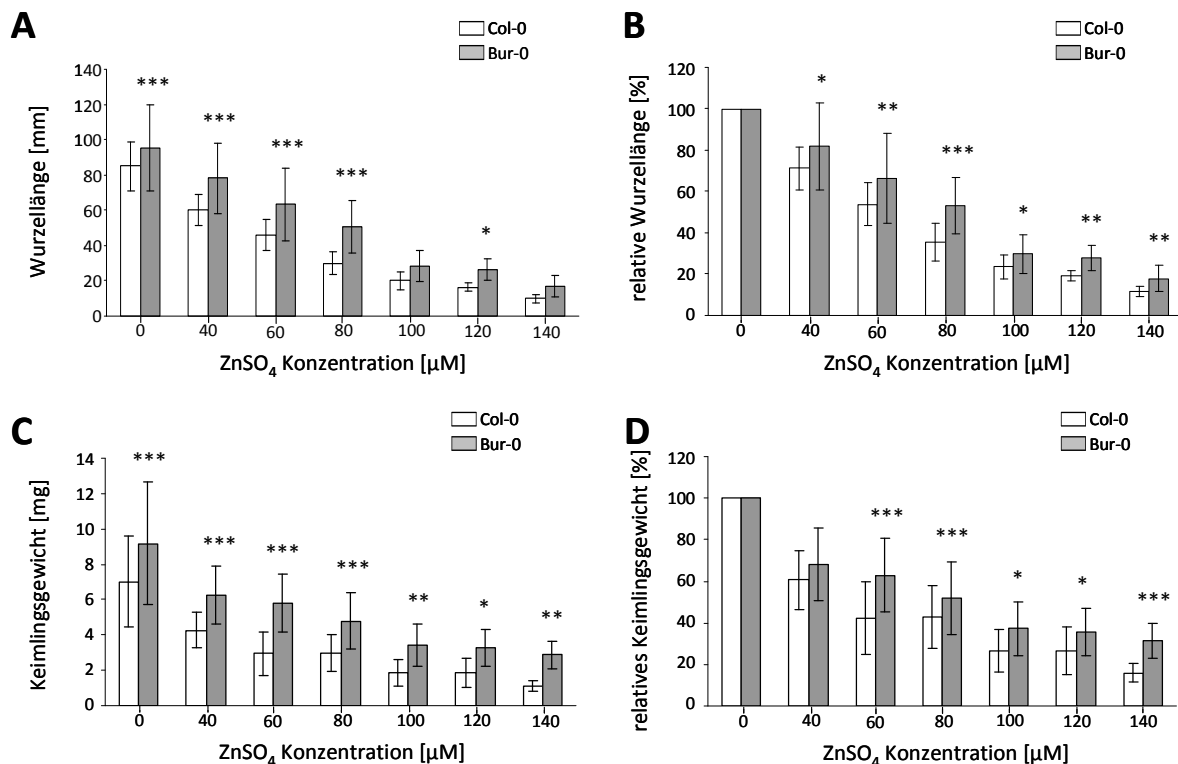 A
Col-0
Bur-0
Wurzellänge [mm]
140
120
100
80
60
40
20
0
***
***
***
***
*
0 40 60 80 100 120 140
ZnSO4 Konzentration [µM]
B
Col-0
Bur-0
relative Wurzellänge [%]
120
100
80
60
40
20
0
*
**
***
*
**
**
0 40 60 80 100 120 140
ZnSO4 Konzentration [µM]
C
Col-0
Bur-0
Keimlingsgewicht [mg]
14
12
10
8
6
4
2
0
***
***
***
***
**
*
**
0 40 60 80 100 120 140
ZnSO4 Konzentration [µM]
D
Col-0
Bur-0
relatives Keimlingsgewicht [%]
120
100
80
60
40
20
0
***
***
*
*
***
0 40 60 80 100 120 140
ZnSO4 Konzentration [µM]